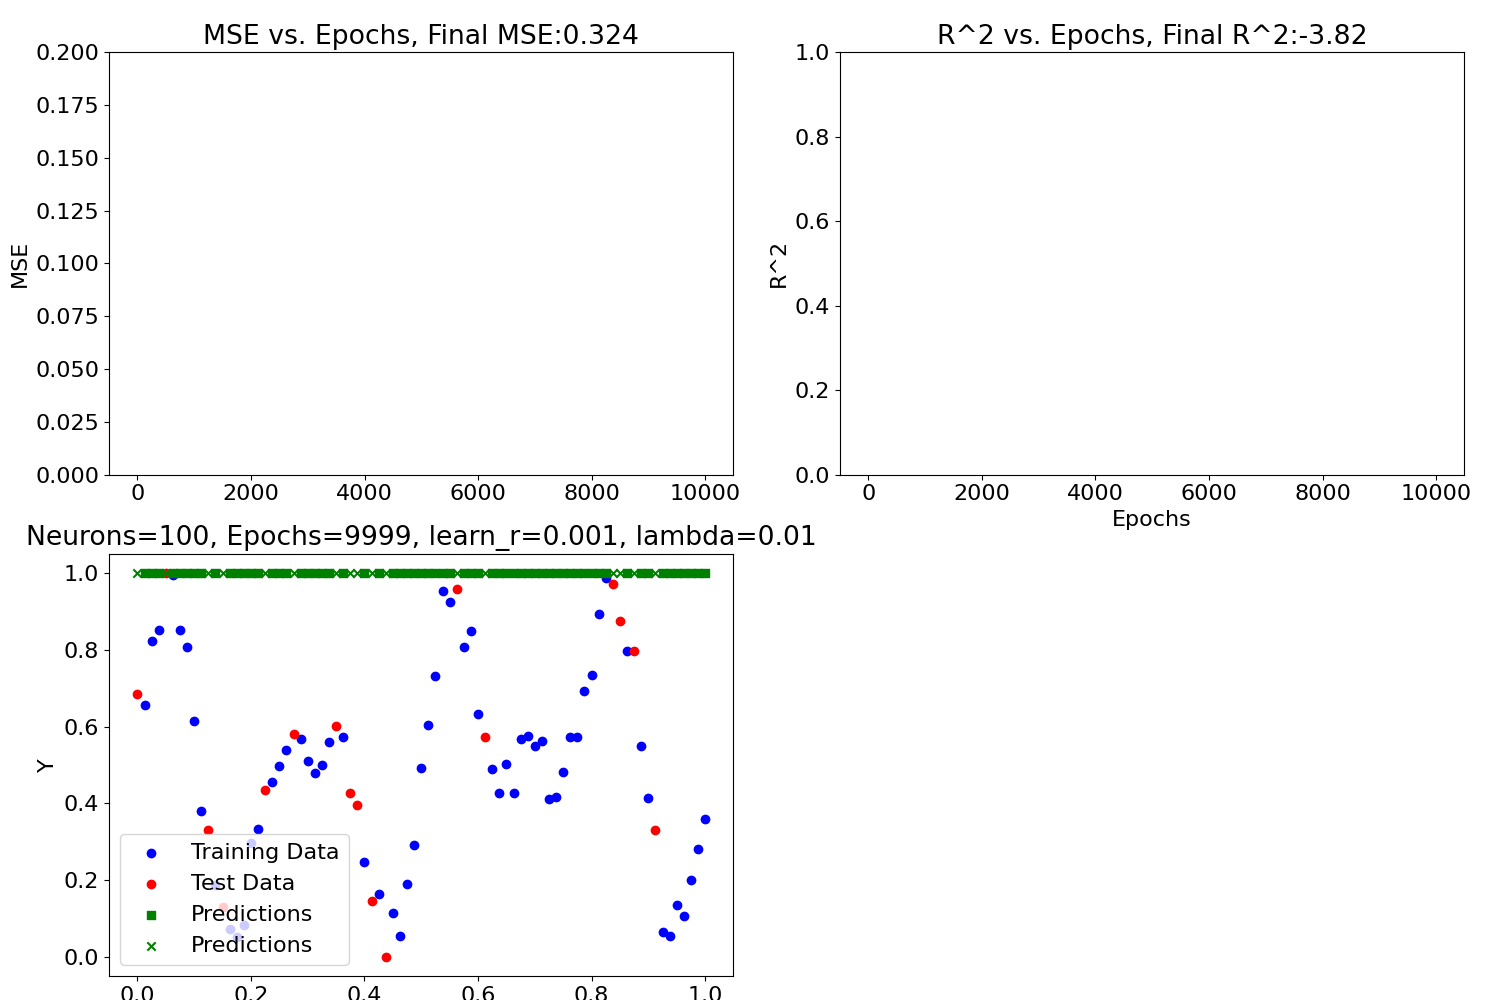 MSE vs. Epochs, Final MSE:0.324
0.200
0.175
0.150
0.125
0.100
0.075
0.050
0.025
0.000
MSE
0 2000 4000 6000 8000 10000
R^2 vs. Epochs, Final R^2:-3.82
1.0
0.8
0.6
0.4
0.2
0.0
R^2
0 2000 4000 6000 8000 10000
Epochs
Neurons=100, Epochs=9999, learn_r=0.001, lambda=0.01
1.0
0.8
0.6
0.4
0.2
0.0
Y
Training Data
Test Data
Predictions
Predictions
0.0 0.2 0.4 0.6 0.8 1.0